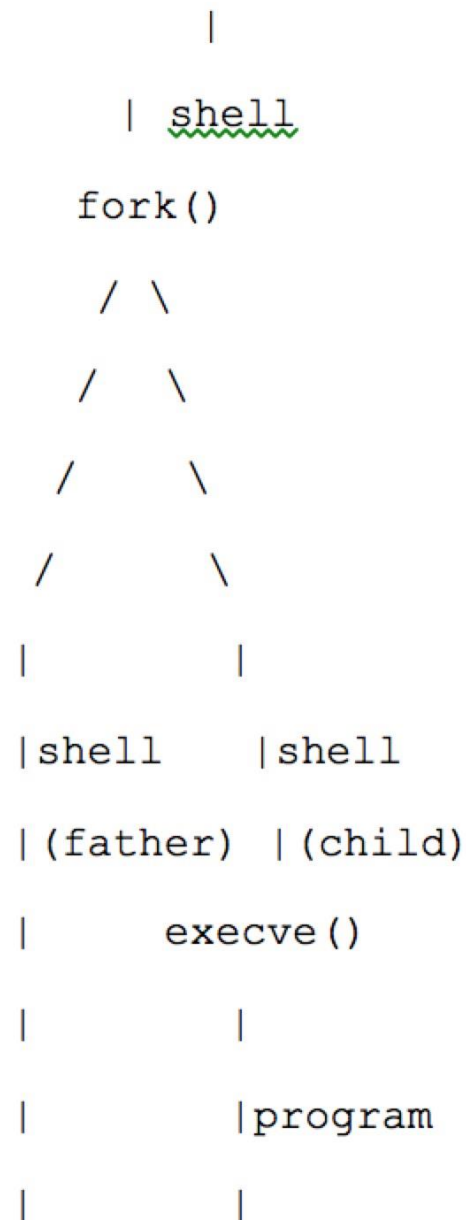 |
| shell
fork()
/ \
/ \
/ \
/ \
| |
|shell |shell
|(father) |(child)
| execve()
| |
| |program
| |